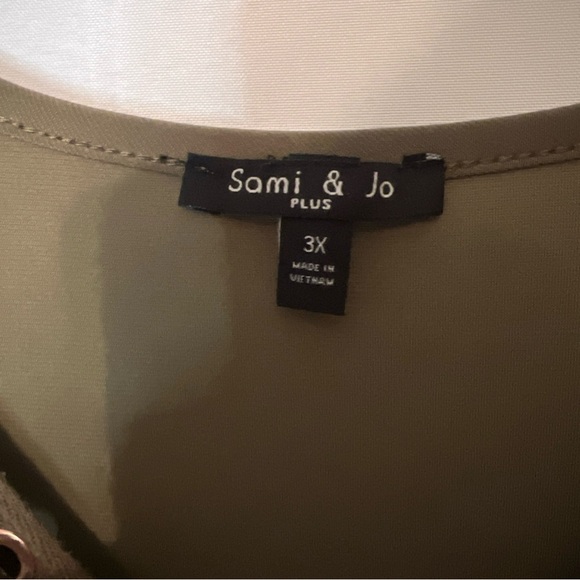 Sami & Jo
PLUS
3X
MADE IN
VIETNAM